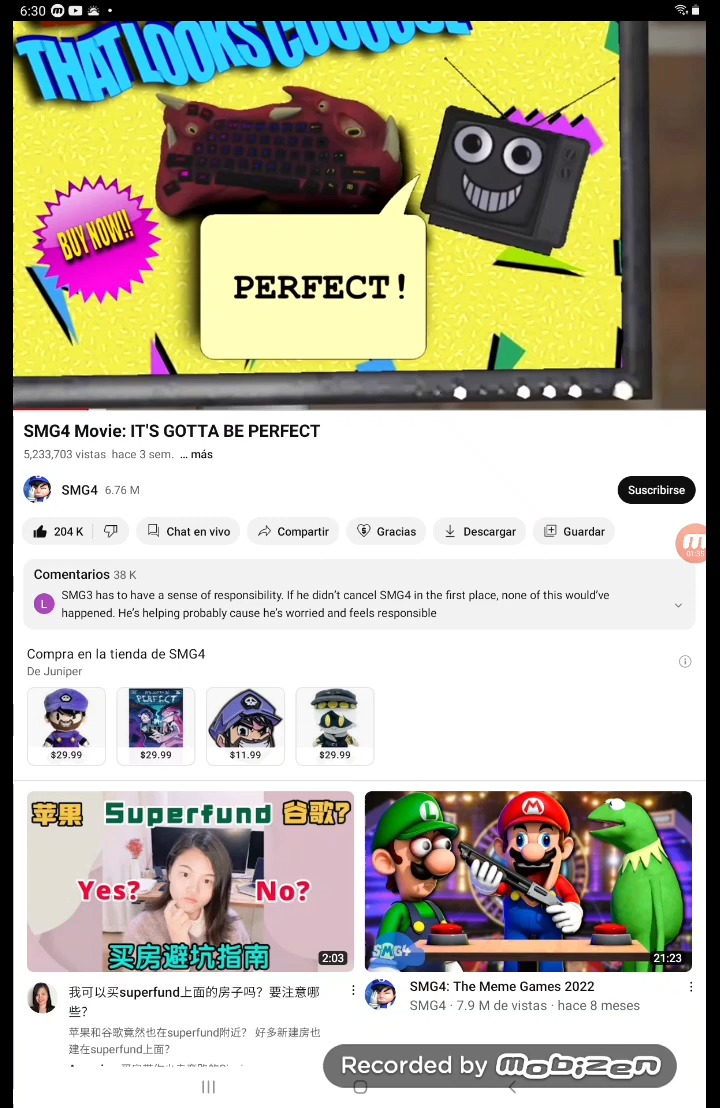 6:30
THAT LOOKS COOOOOL
BUY NOW!!
PERFECT!
SMG4 Movie: IT'S GOTTA BE PERFECT
5,233,703 vistas hace 3 sem. ... más
SMG4 6.76 M
Suscribirse
204 K
Chat en vivo
Compartir
Gracias
Descargar
Guardar
01:35
Comentarios 38 K
L
SMG3 has to have a sense of responsibility. If he didn't cancel SMG4 in the first place, none of this would've
happened. He's helping probably cause he's worried and feels responsible
Compra en la tienda de SMG4
De Juniper
PERFECT
$29.99
$29.99
$11.99
$29.99
苹果 Superfund 谷歌?
Yes? No?
买房避坑指南
2:03
L
M
SMG4
21:23
我可以买superfund上面的房子吗？要注意哪
些？
苹果和谷歌竟然也在superfund附近？ 好多新建房也
建在superfund上面？
SMG4: The Meme Games 2022
SMG4 · 7.9 M de vistas · hace 8 meses
Recorded by mobizen